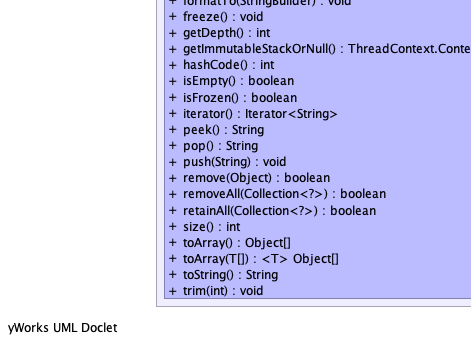 + formatTo(StringBuilder) : void
+ freeze() : void
+ getDepth() : int
+ getImmutableStackOrNull() : ThreadContext.Conte
+ hashCode() : int
+ isEmpty() : boolean
+ isFrozen() : boolean
+ iterator() : Iterator<String>
+ peek() : String
+ pop() : String
+ push(String) : void
+ remove(Object) : boolean
+ removeAll(Collection<?>) : boolean
+ retainAll(Collection<?>) : boolean
+ size() : int
+ toArray() : Object[]
+ toArray(T[]) : <T> Object[]
+ toString() : String
+ trim(int) : void
yWorks UML Doclet